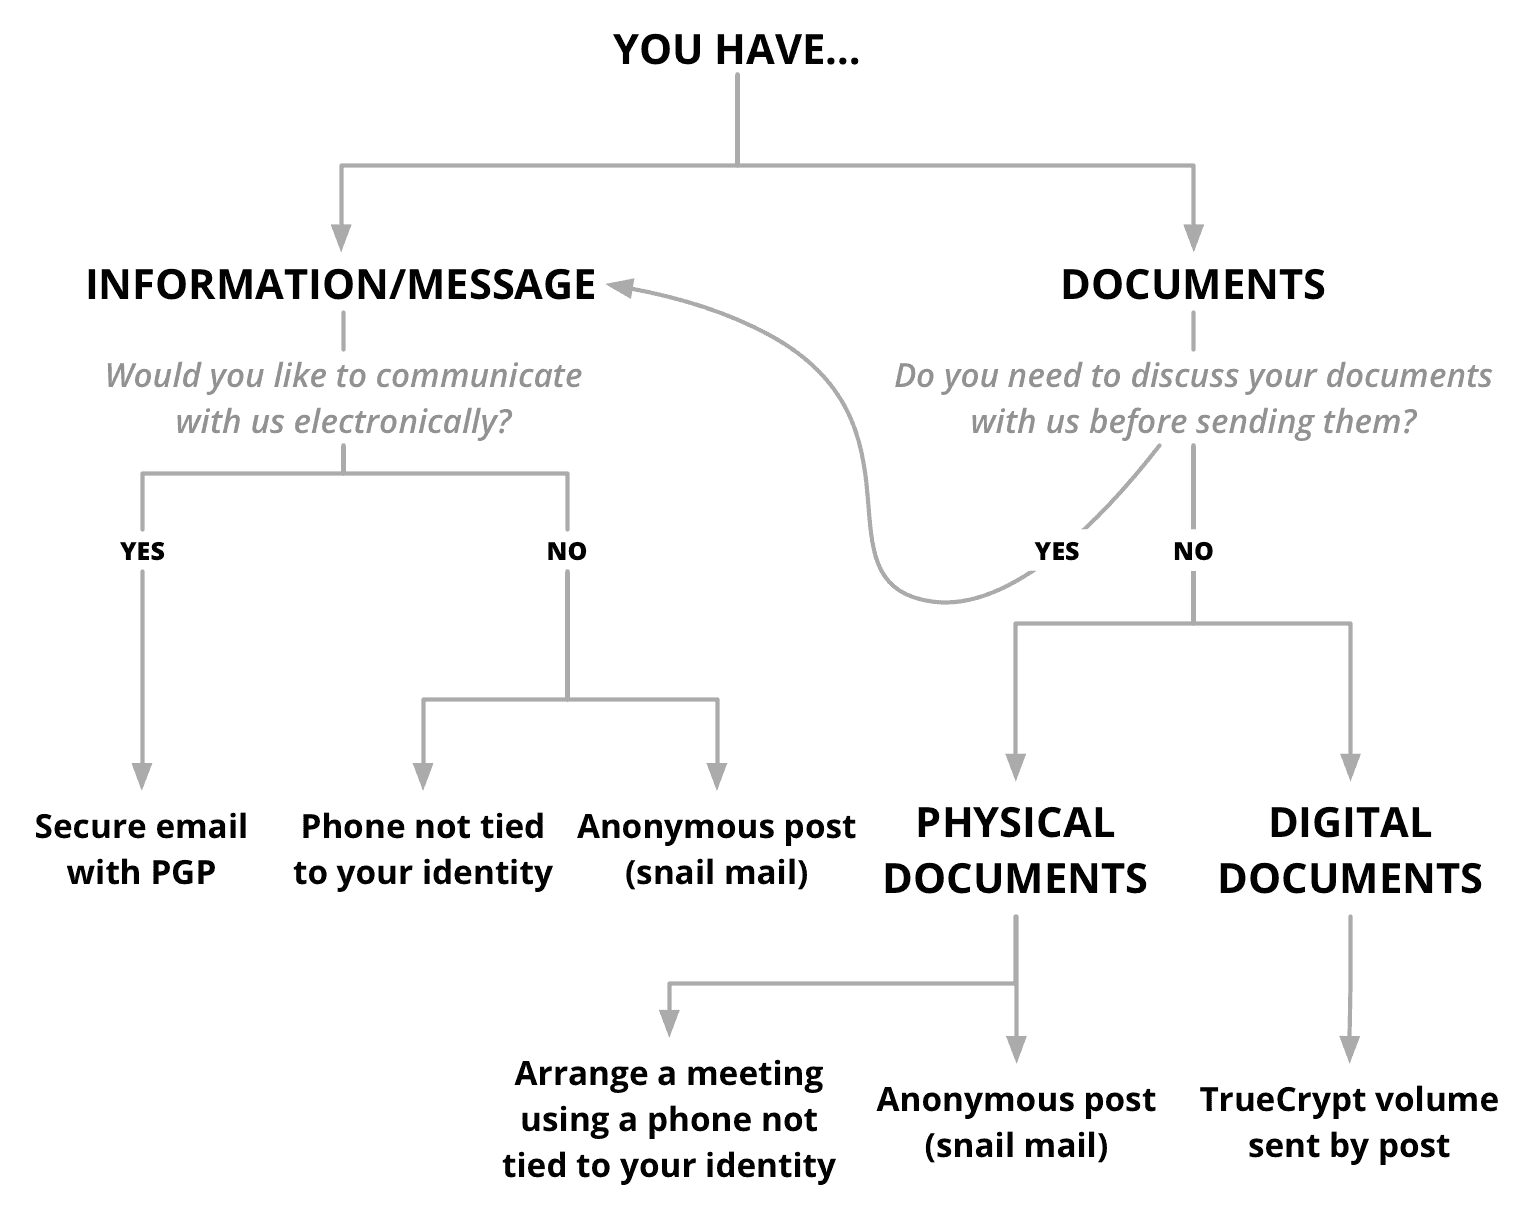 YOU HAVE...
INFORMATION/MESSAGE
DOCUMENTS
Would you like to communicate
with us electronically?
Do you need to discuss your documents
with us before sending them?
YES
NO
YES
NO
Secure email
with PGP
Phone not tied
to your identity
Anonymous post
(snail mail)
PHYSICAL
DOCUMENTS
DIGITAL
DOCUMENTS
Arrange a meeting
using a phone not
tied to your identity
Anonymous post
(snail mail)
TrueCrypt volume
sent by post